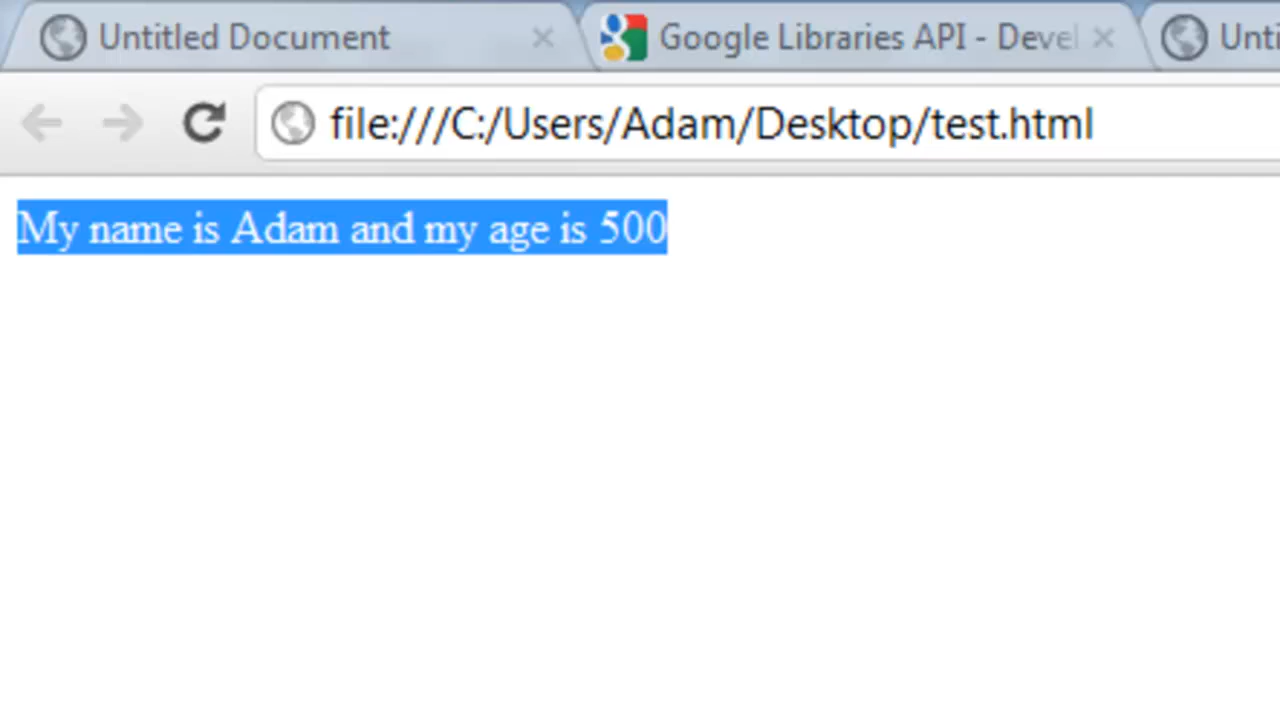 Untitled Document
Google Libraries API - Devel
Unti
file:///C:/Users/Adam/Desktop/test.html
My name is Adam and my age is 500